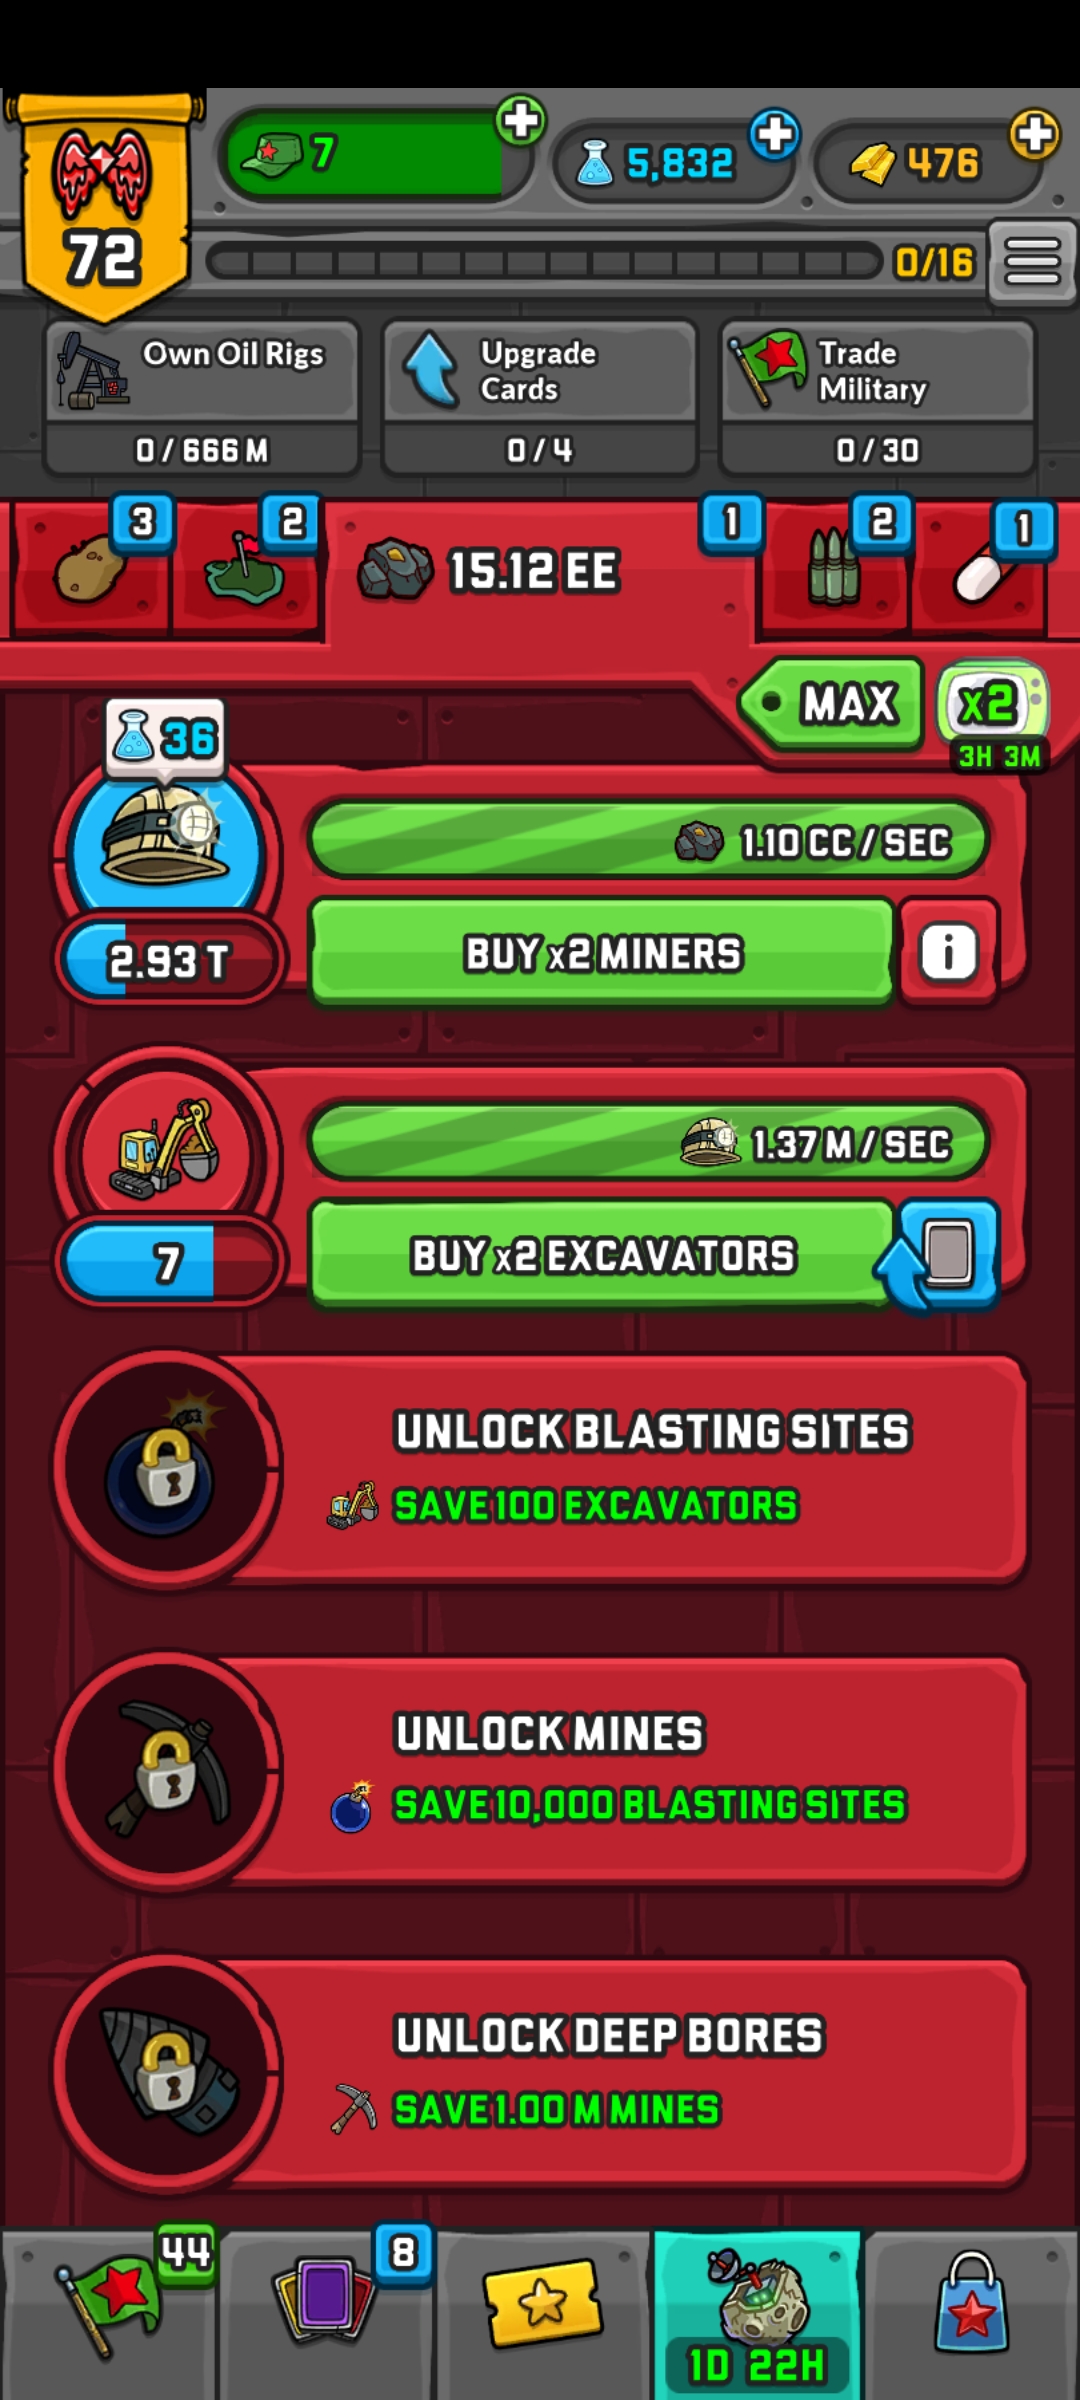 7
5,832
476
72
0/16
Own Oil Rigs
0 / 666 M
Upgrade
Cards
0 / 4
Trade
Military
0 / 30
3
2
15.12 EE
1
2
1
MAX
x2
3H 3M
36
1.10 CC / SEC
2.93 T
BUY x2 MINERS
i
1.37 M / SEC
7
BUY x2 EXCAVATORS
UNLOCK BLASTING SITES
SAVE 100 EXCAVATORS
UNLOCK MINES
SAVE 10,000 BLASTING SITES
UNLOCK DEEP BORES
SAVE 1.00 M MINES
44
8
1D 22H